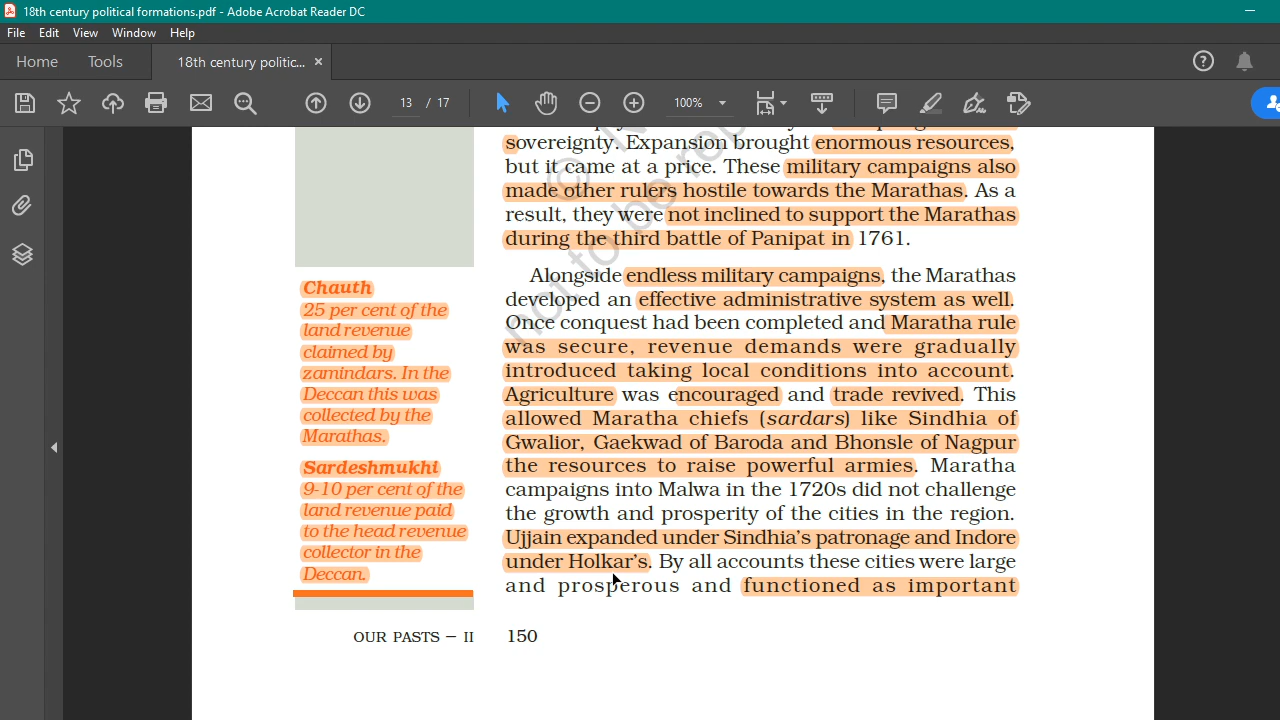 18th century political formations.pdf - Adobe Acrobat Reader DC
File Edit View Window Help
Home Tools 18th century politic... ×
13 / 17 100%
sovereignty. Expansion brought enormous resources,
but it came at a price. These military campaigns also
made other rulers hostile towards the Marathas. As a
result, they were not inclined to support the Marathas
during the third battle of Panipat in 1761.
Alongside endless military campaigns, the Marathas
developed an effective administrative system as well.
Once conquest had been completed and Maratha rule
was secure, revenue demands were gradually
introduced taking local conditions into account.
Agriculture was encouraged and trade revived. This
allowed Maratha chiefs (sardars) like Sindhia of
Gwalior, Gaekwad of Baroda and Bhonsle of Nagpur
the resources to raise powerful armies. Maratha
campaigns into Malwa in the 1720s did not challenge
the growth and prosperity of the cities in the region.
Ujjain expanded under Sindhia's patronage and Indore
under Holkar's. By all accounts these cities were large
and prosperous and functioned as important
Chauth
25 per cent of the
land revenue
claimed by
zamindars. In the
Deccan this was
collected by the
Marathas.
Sardeshmukhi
9-10 per cent of the
land revenue paid
to the head revenue
collector in the
Deccan.
OUR PASTS – II 150
not to be